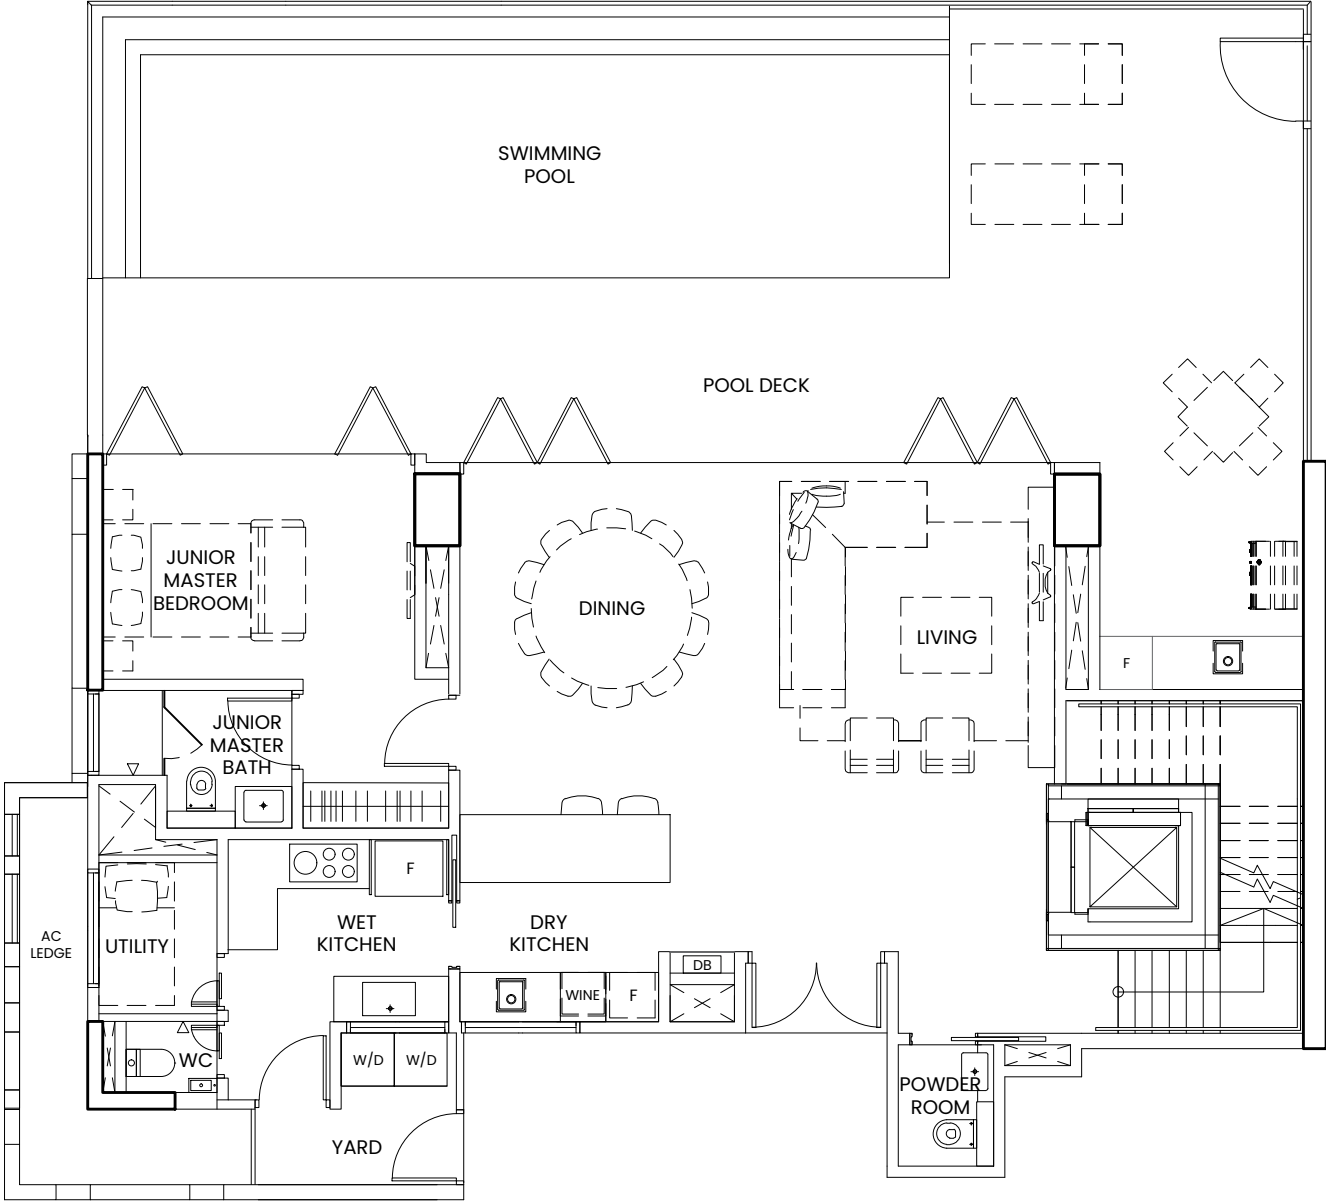 SWIMMING
POOL
POOL DECK
JUNIOR
MASTER
BEDROOM
DINING
LIVING
F
JUNIOR
MASTER
BATH
F
WET
KITCHEN
DRY
KITCHEN
AC
LEDGE
UTILITY
DB
WINE
F
WC
W/D
W/D
POWDER
ROOM
YARD